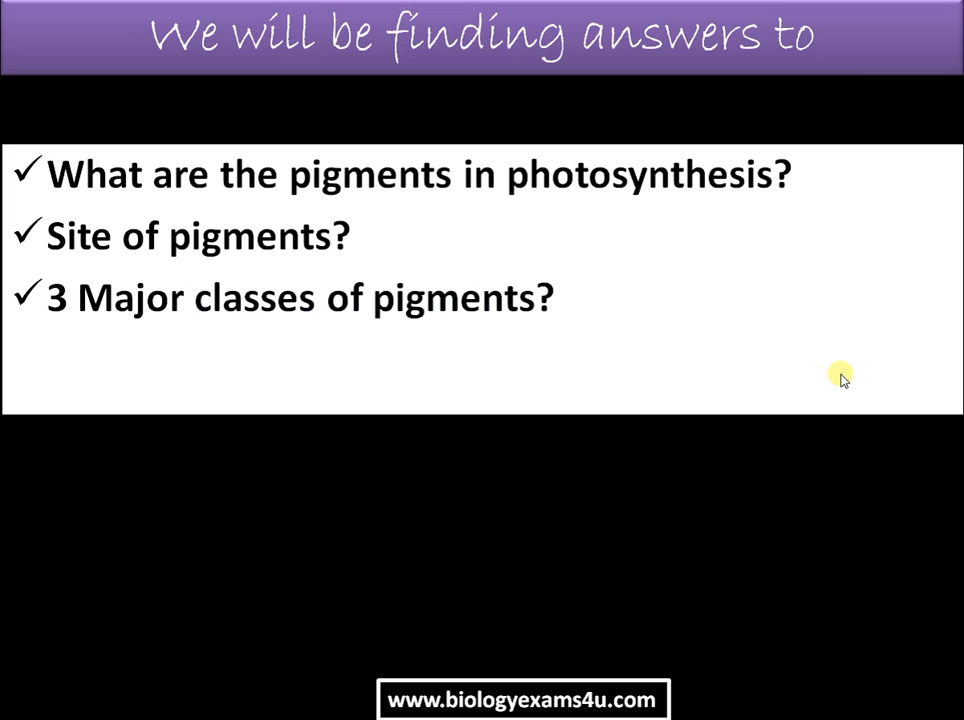 We will be finding answers to
✓What are the pigments in photosynthesis?
✓Site of pigments?
✓3 Major classes of pigments?
www.biologyexams4u.com